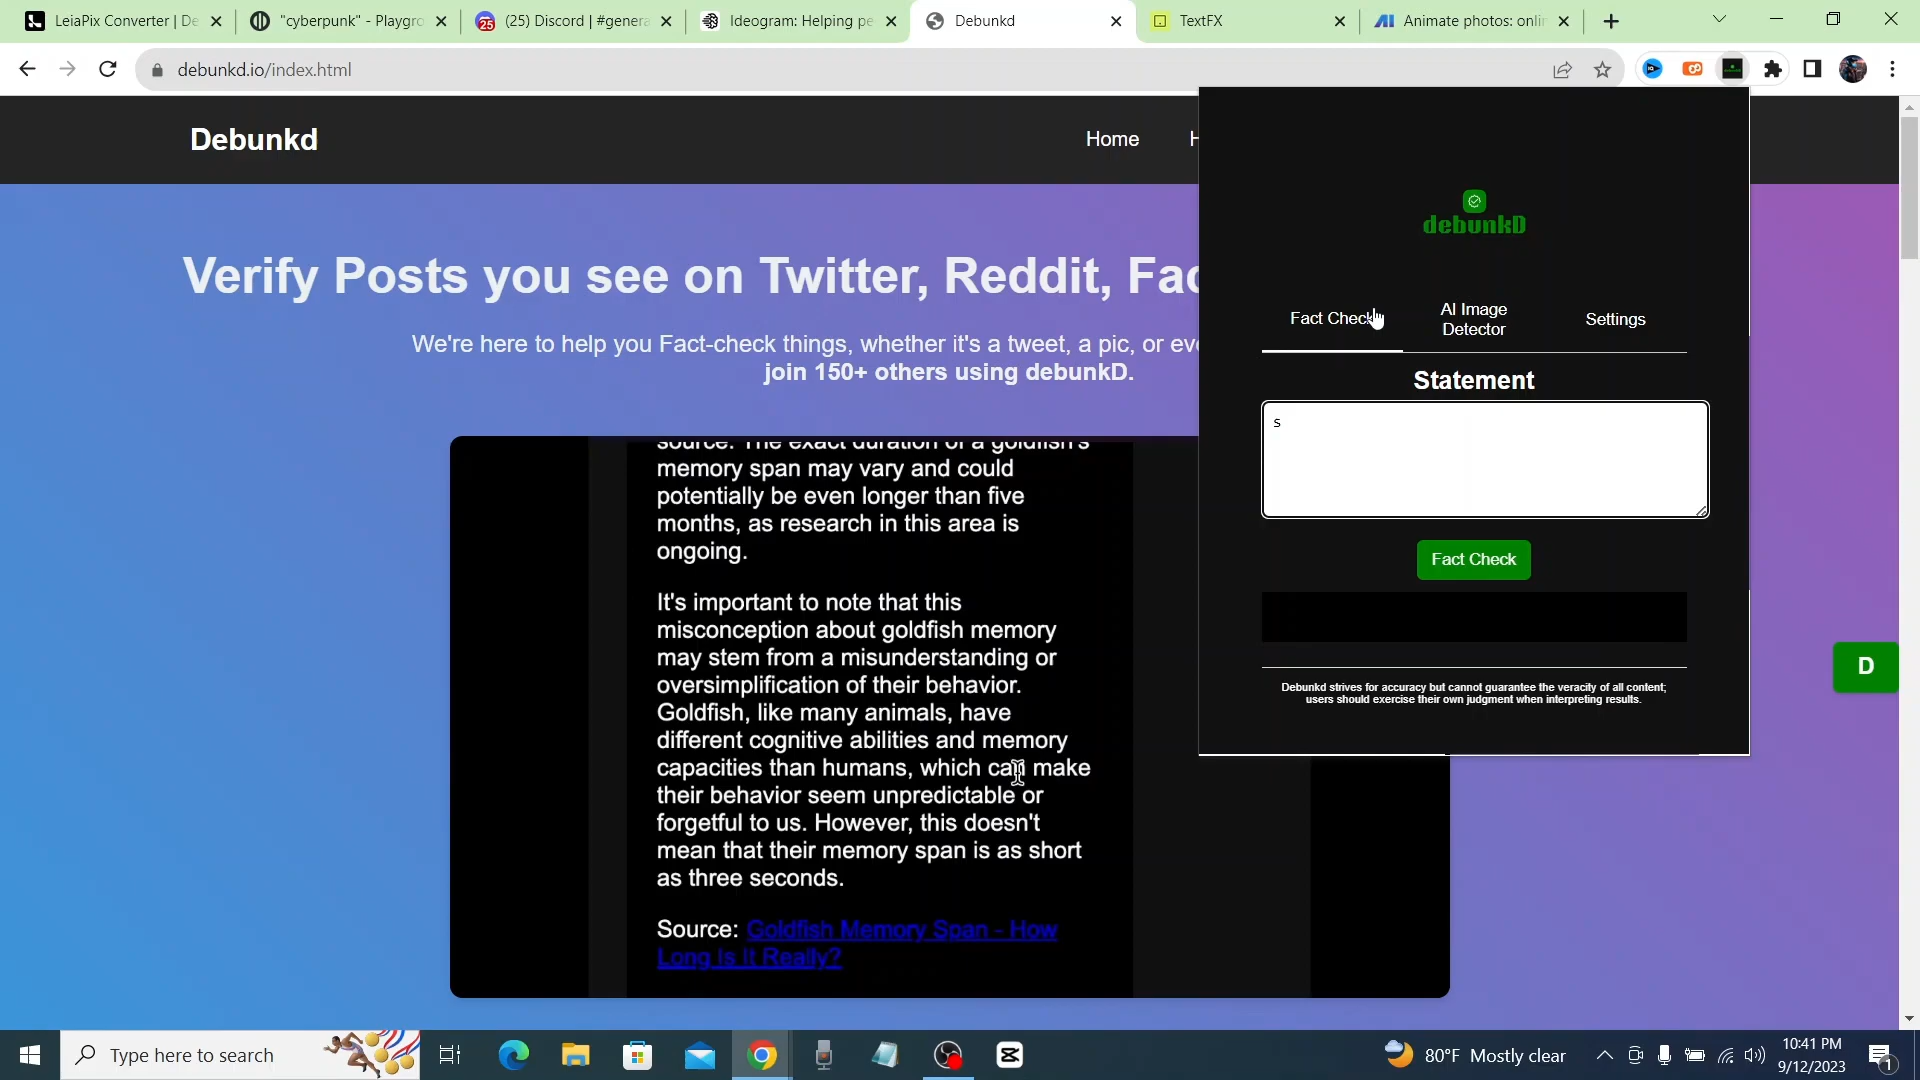 LeiaPix Converter | De
"cyberpunk" - Playgro
(25) Discord | #genera
Ideogram: Helping pe
Debunkd
TextFX
Animate photos: onlin
debunkd.io/index.html
Debunkd
Home
H
Verify Posts you see on Twitter, Reddit, Fac
We're here to help you Fact-check things, whether it's a tweet, a pic, or eve
join 150+ others using debunkD.
source. The exact duration of a goldfish's
memory span may vary and could
potentially be even longer than five
months, as research in this area is
ongoing.
It's important to note that this
misconception about goldfish memory
may stem from a misunderstanding or
oversimplification of their behavior.
Goldfish, like many animals, have
different cognitive abilities and memory
capacities than humans, which can make
their behavior seem unpredictable or
forgetful to us. However, this doesn't
mean that their memory span is as short
as three seconds.
Source: Goldfish Memory Span - How
Long Is It Really?
debunkD
Fact Check
AI Image
Detector
Settings
Statement
s
Fact Check
Debunkd strives for accuracy but cannot guarantee the veracity of all content;
users should exercise their own judgment when interpreting results.
D
Type here to search
80°F Mostly clear
10:41 PM
9/12/2023
1